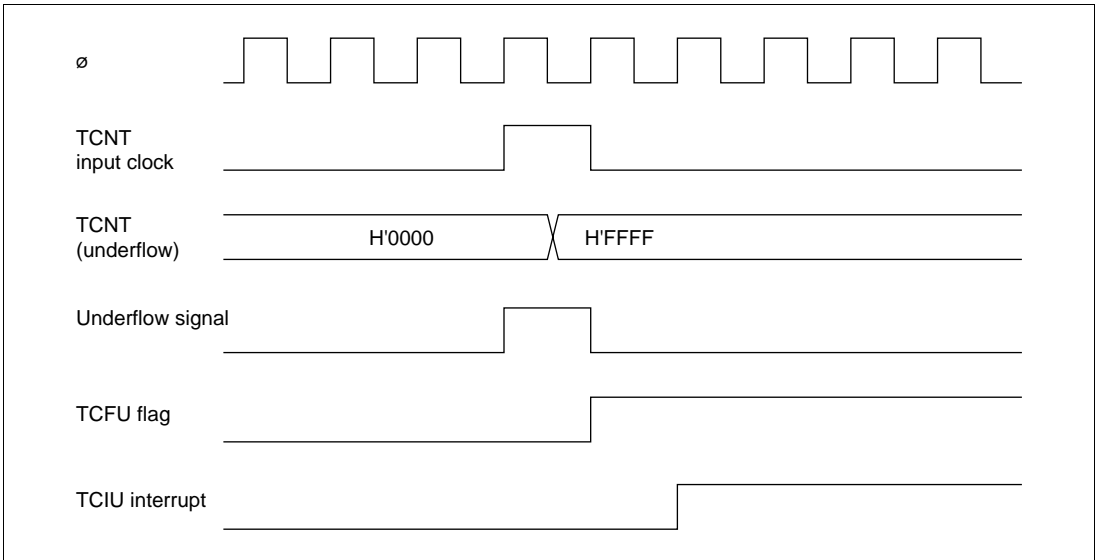 ø
TCNT
input clock
TCNT
(underflow)
H'0000
H'FFFF
Underflow signal
TCFU flag
TCIU interrupt